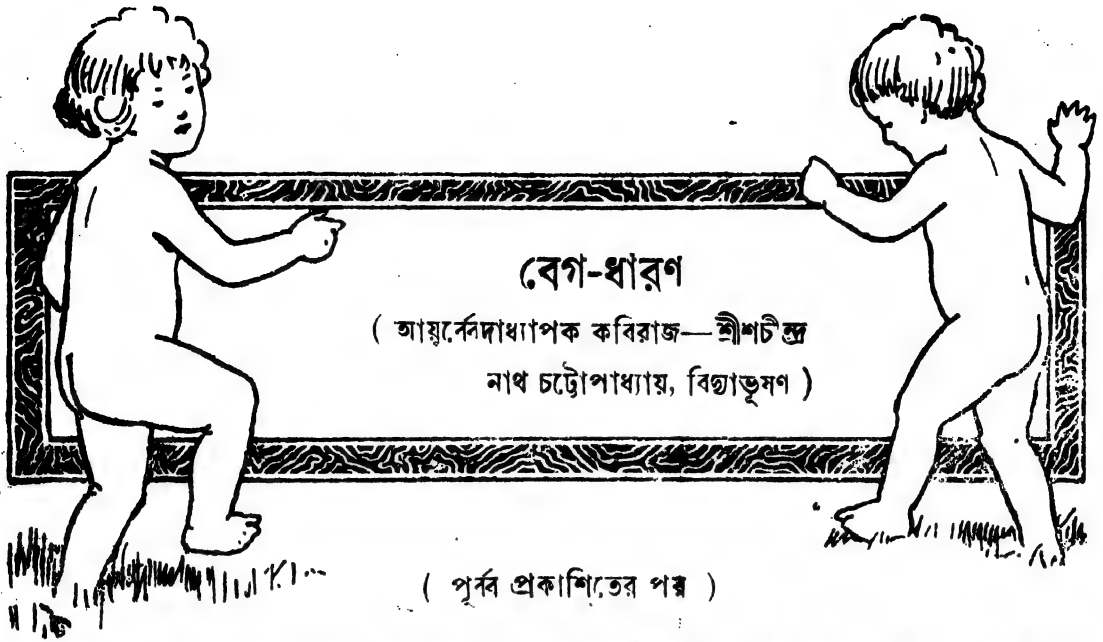 বেগ-ধারণ
( আয়ুর্ব্বেদাধ্যাপক কবিরাজ—শ্রীশচীন্দ্র
নাথ চট্টোপাধ্যায়, বিদ্যাভূষণ )
( পূর্ব্ব প্রকাশিতের পর )